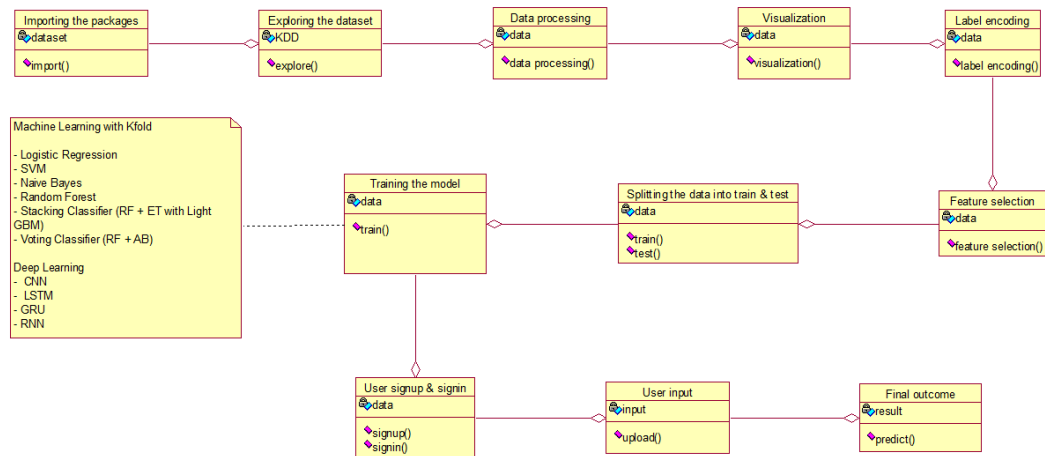 Importing the packages
dataset
import()
Exploring the dataset
KDD
explore()
Data processing
data
data processing()
Visualization
data
visualization()
Label encoding
data
label encoding()
Machine Learning with Kfold
- Logistic Regression
- SVM
- Naive Bayes
- Random Forest
- Stacking Classifier (RF + ET with Light
GBM)
- Voting Classifier (RF + AB)
Deep Learning
- CNN
- LSTM
- GRU
- RNN
Training the model
data
train()
Splitting the data into train & test
data
train()
test()
Feature selection
data
feature selection()
User signup & signin
data
signup()
signin()
User input
input
upload()
Final outcome
result
predict()